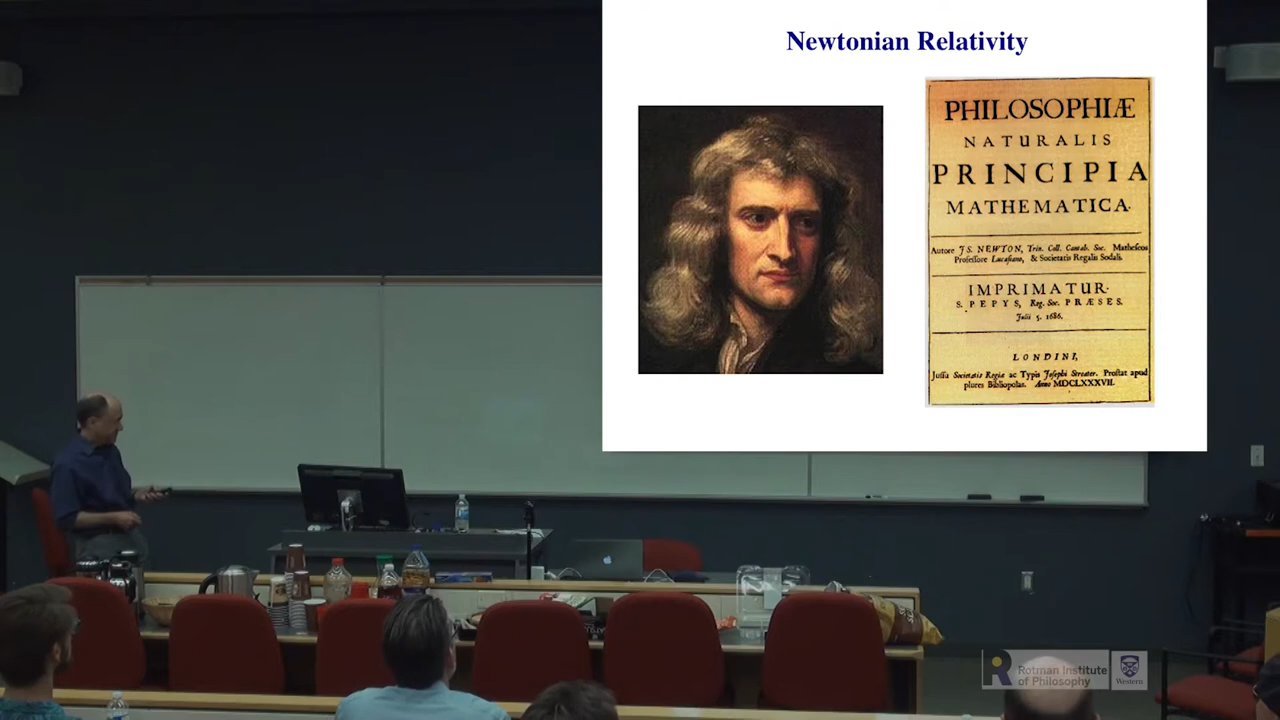 Newtonian Relativity
PHILOSOPHIÆ
NATURALIS
PRINCIPIA
MATHEMATICA.
Autore JS. NEWTON, Trin. Coll. Cantab. Soc. Matheseos
Professore Lucasiano, & Societatis Regalis Sodali.
IMPRIMATUR.
S. PEPYS, Reg. Soc. PRÆSES.
Julii 5. 1686.
LONDINI,
Jussu Societatis Regiæ ac Typis Josephi Streater. Prostat apud
plures Bibliopolas. Anno MDCLXXXVII.
R Rotman Institute
of Philosophy
Western